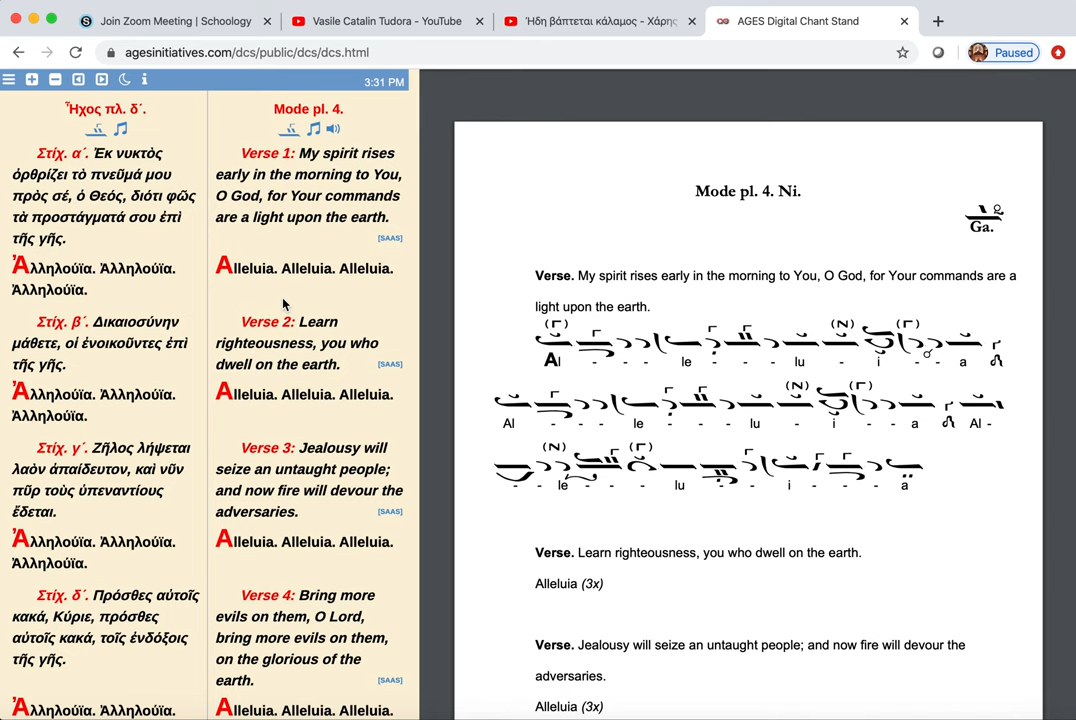 Join Zoom Meeting | Schoology
Vasile Catalin Tudora - YouTube
Ἤδη βάπτεται κάλαμος - Χάρης
AGES Digital Chant Stand
agesinitiatives.com/dcs/public/dcs/dcs.html
Paused
3:31 PM
Ἦχος πλ. δ´.
Στίχ. α´. Ἐκ νυκτὸς
ὀρθρίζει τὸ πνεῦμά μου
πρὸς σέ, ὁ Θεός, διότι φῶς
τὰ προστάγματά σου ἐπὶ
τῆς γῆς.
Ἀλληλούϊα. Ἀλληλούϊα.
Ἀλληλούϊα.
Στίχ. β´. Δικαιοσύνην
μάθετε, οἱ ἐνοικοῦντες ἐπὶ
τῆς γῆς.
Ἀλληλούϊα. Ἀλληλούϊα.
Ἀλληλούϊα.
Στίχ. γ´. Ζῆλος λήψεται
λαὸν ἀπαίδευτον, καὶ νῦν
πῦρ τοὺς ὑπεναντίους
ἔδεται.
Ἀλληλούϊα. Ἀλληλούϊα.
Ἀλληλούϊα.
Στίχ. δ´. Πρόσθες αὐτοῖς
κακά, Κύριε, πρόσθες
αὐτοῖς κακά, τοῖς ἐνδόξοις
τῆς γῆς.
Ἀλληλούϊα. Ἀλληλούϊα.
Mode pl. 4.
Verse 1: My spirit rises
early in the morning to You,
O God, for Your commands
are a light upon the earth.
[SAAS]
Alleluia. Alleluia. Alleluia.
Verse 2: Learn
righteousness, you who
dwell on the earth.
[SAAS]
Alleluia. Alleluia. Alleluia.
Verse 3: Jealousy will
seize an untaught people;
and now fire will devour the
adversaries.
[SAAS]
Alleluia. Alleluia. Alleluia.
Verse 4: Bring more
evils on them, O Lord,
bring more evils on them,
on the glorious of the
earth.
[SAAS]
Alleluia. Alleluia. Alleluia.
Mode pl. 4. Ni.
Ga.
Verse. My spirit rises early in the morning to You, O God, for Your commands are a
light upon the earth.
(Γ) (Ν) (Γ)
Al - - - le - - lu - i - - a
(Ν) (Γ)
Al - - - le - - lu - i - - a Al -
(Ν) (Γ)
- - le - - - lu - - i - - - a
Verse. Learn righteousness, you who dwell on the earth.
Alleluia (3x)
Verse. Jealousy will seize an untaught people; and now fire will devour the
adversaries.
Alleluia (3x)